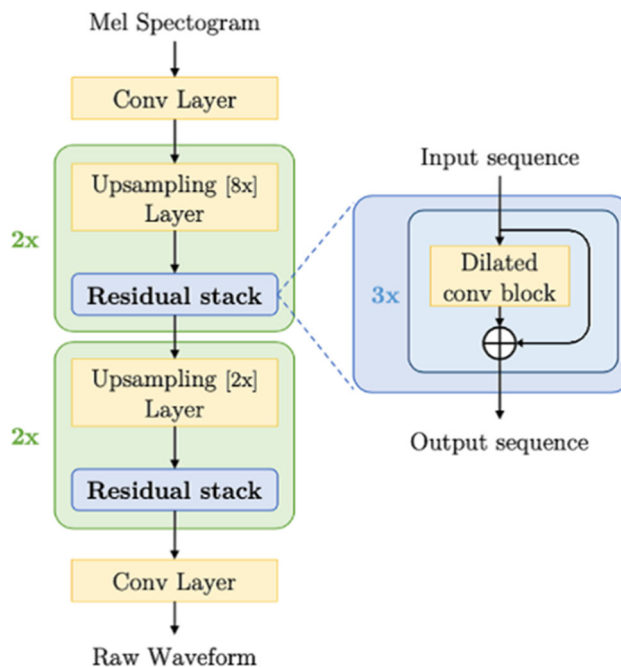 Mel Spectogram
Conv Layer
2x
Upsampling [8x]
Layer
Residual stack
2x
Upsampling [2x]
Layer
Residual stack
Conv Layer
Raw Waveform
Input sequence
3x
Dilated
conv block
Output sequence